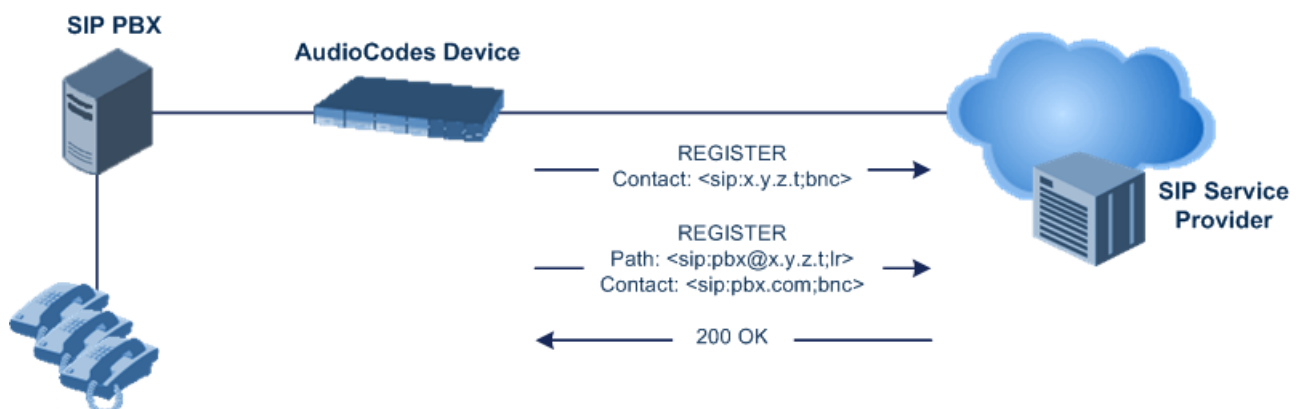 SIP PBX
AudioCodes Device
REGISTER
Contact: <sip:x.y.z.t;bnc>
SIP Service
Provider
REGISTER
Path: <sip:pbx@x.y.z.t;lr>
Contact: <sip:pbx.com;bnc>
200 OK